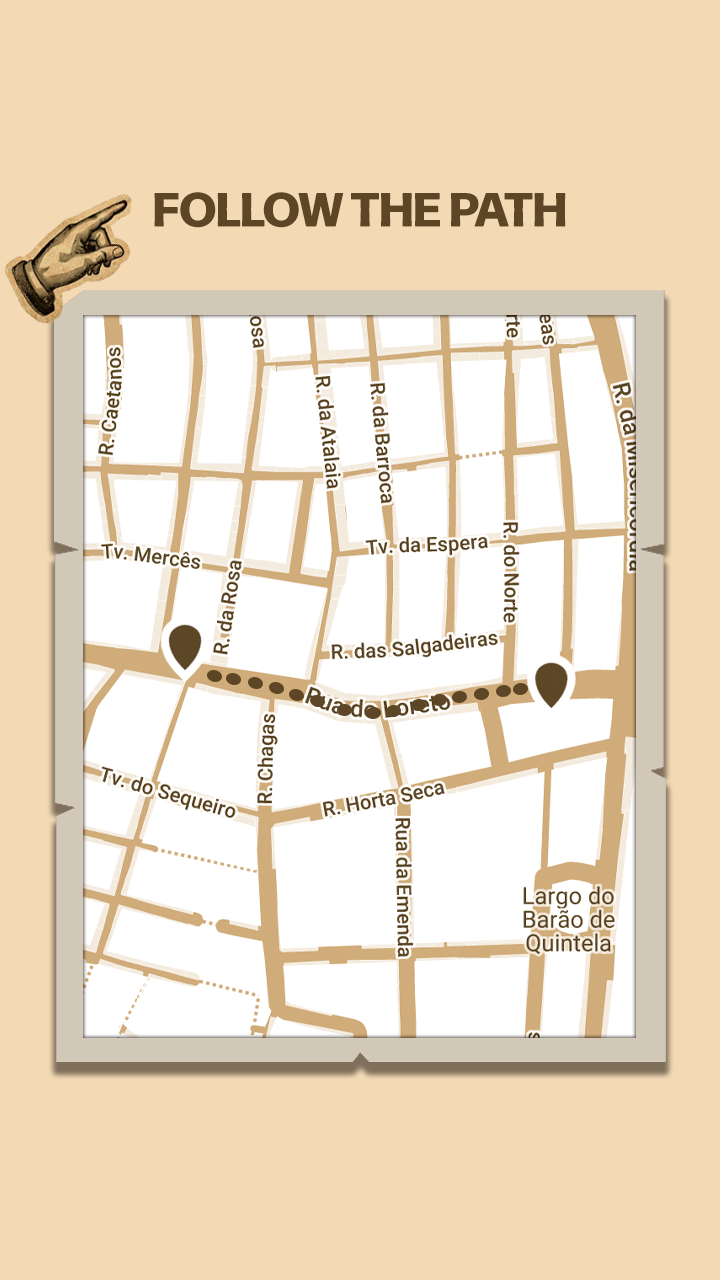 FOLLOW THE PATH
osa
rte
eas
R. Caetanos
R. da Atalaia
R. da Barroca
R. da Misericórdia
Tv. Mercês
Tv. da Espera
R. do Norte
R. da Rosa
R. das Salgadeiras
Rua do Loreto
R. Chagas
Tv. do Sequeiro
R. Horta Seca
Rua da Emenda
Largo do
Barão de
Quintela
s